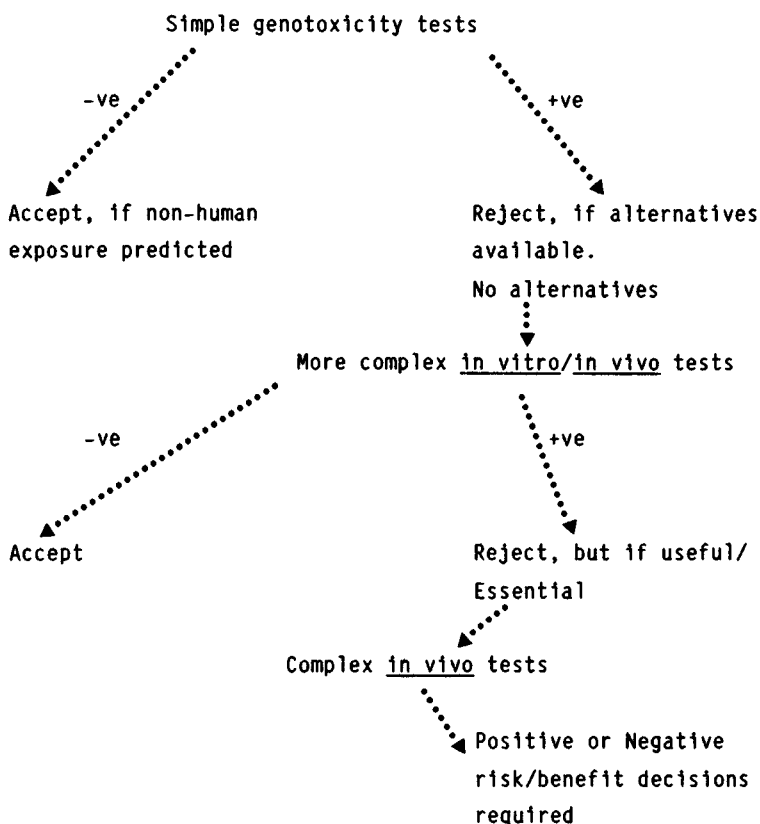 Simple genotoxicity tests
-ve
+ve
Accept, if non-human
exposure predicted
Reject, if alternatives
available.
No alternatives
More complex in vitro/in vivo tests
-ve
+ve
Accept
Reject, but if useful/
Essential
Complex in vivo tests
Positive or Negative
risk/benefit decisions
required